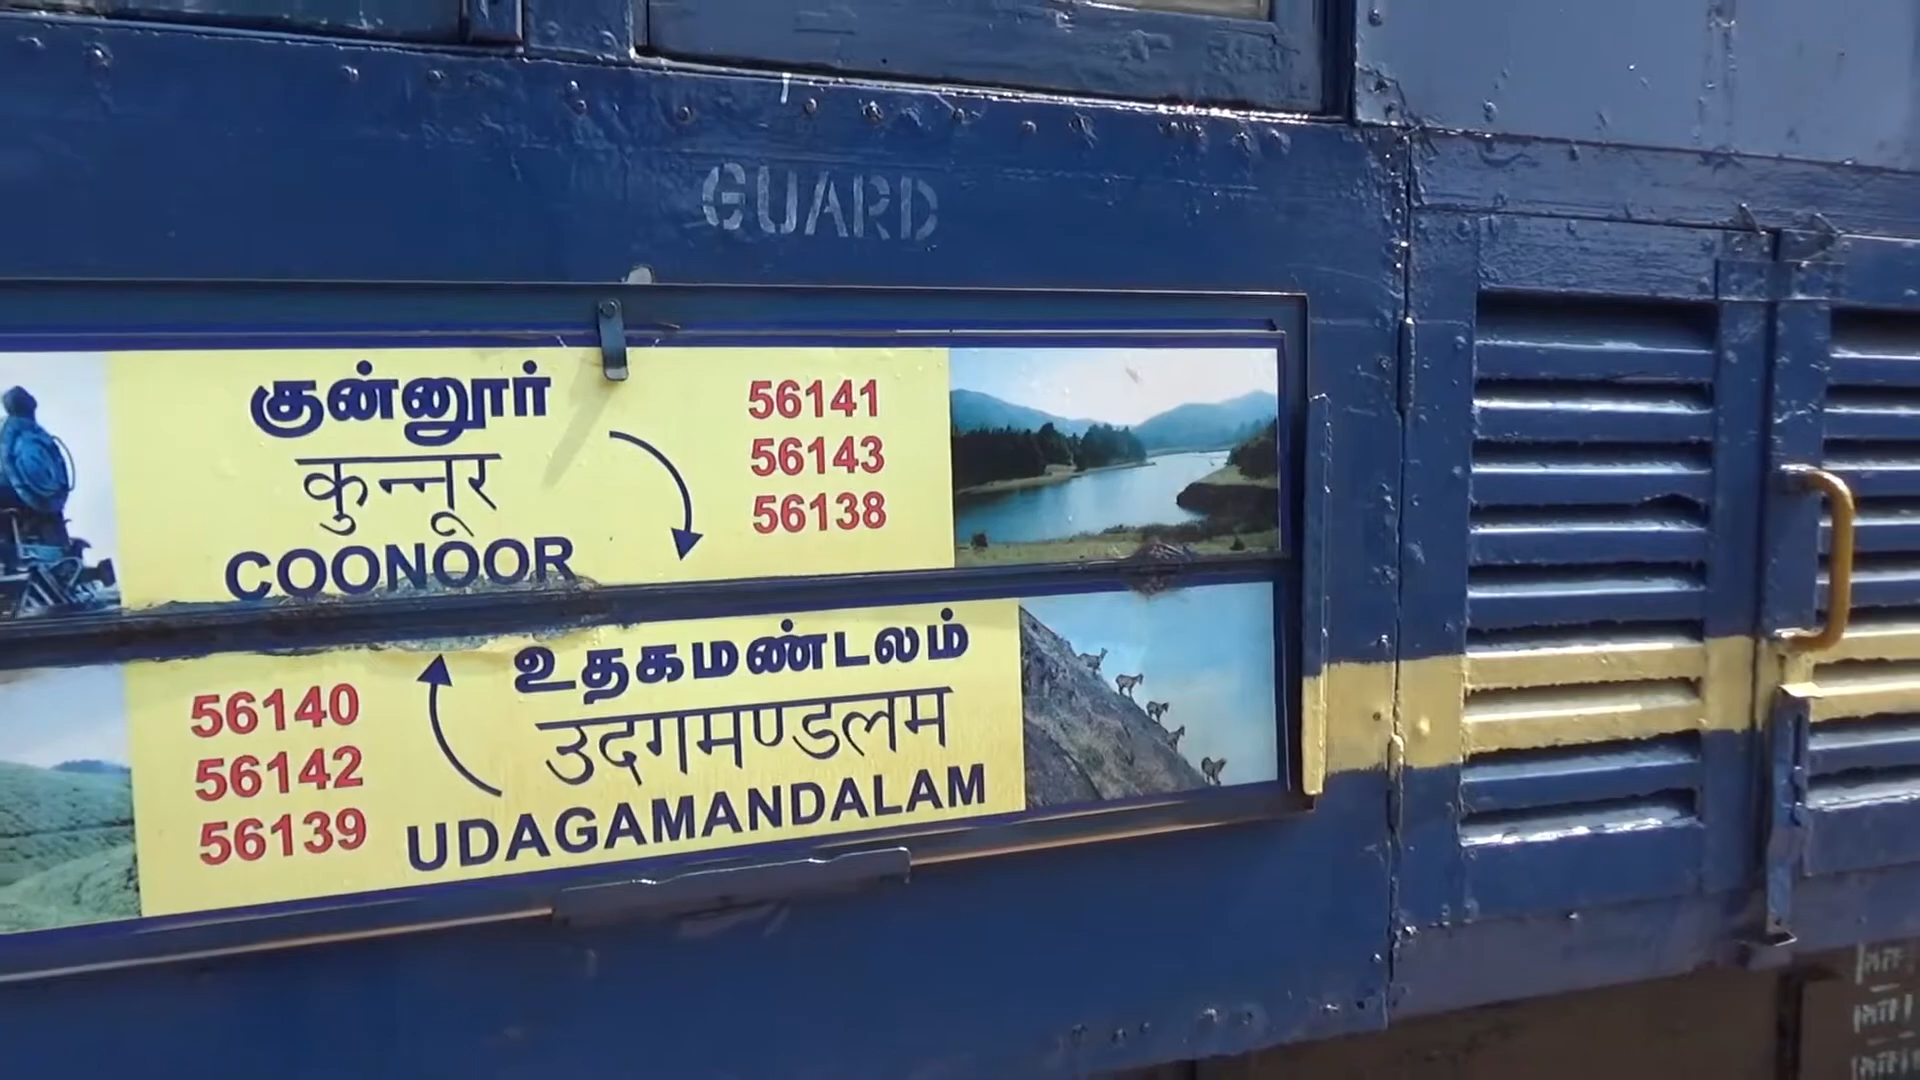 GUARD
குன்னூர்
कुन्नूर
COONOOR
56141
56143
56138
56140
56142
56139
உதகமண்டலம்
उदगमण्डलम
UDAGAMANDALAM